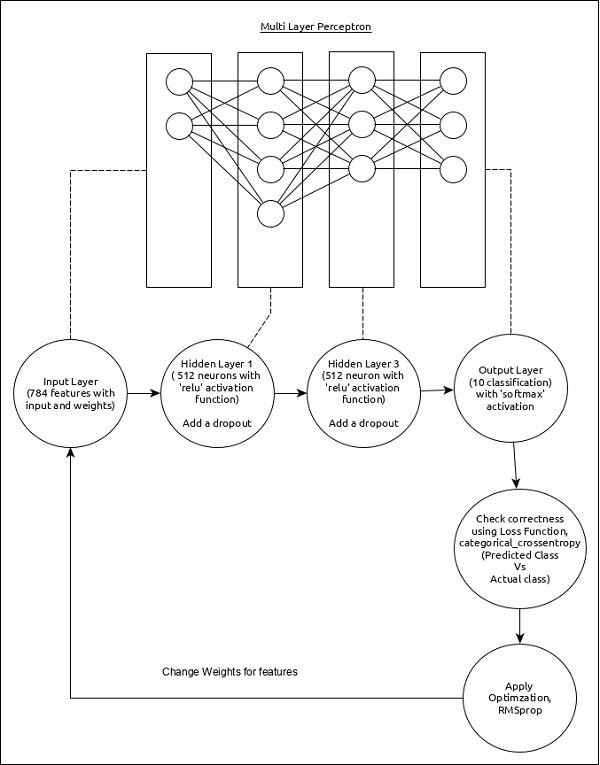 Multi Layer Perceptron
Input Layer
(784 features with
input and weights)
Hidden Layer 1
( 512 neurons with
'relu' activation
function)
Add a dropout
Hidden Layer 3
(512 neuron with
'relu' activation
function)
Add a dropout
Output Layer
(10 classification)
with 'softmax'
activation
Check correctness
using Loss Function,
categorical_crossentropy
(Predicted Class
Vs
Actual class)
Apply
Optimzation,
RMSprop
Change Weights for features